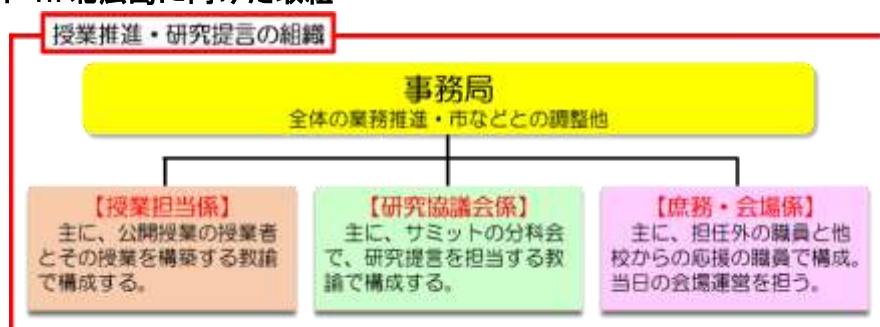 授業推進・研究提言の組織
事務局
全体の業務推進・市などとの調整他
【授業担当係】
主に、公開授業の授業者
とその授業を構築する教諭
で構成する。
【研究協議会係】
主に、サミットの分科会
で、研究提言を担当する教
諭で構成する。
【庶務・会場係】
主に、担任外の職員と他
校からの応援の職員で構成。
当日の会場運営を担う。